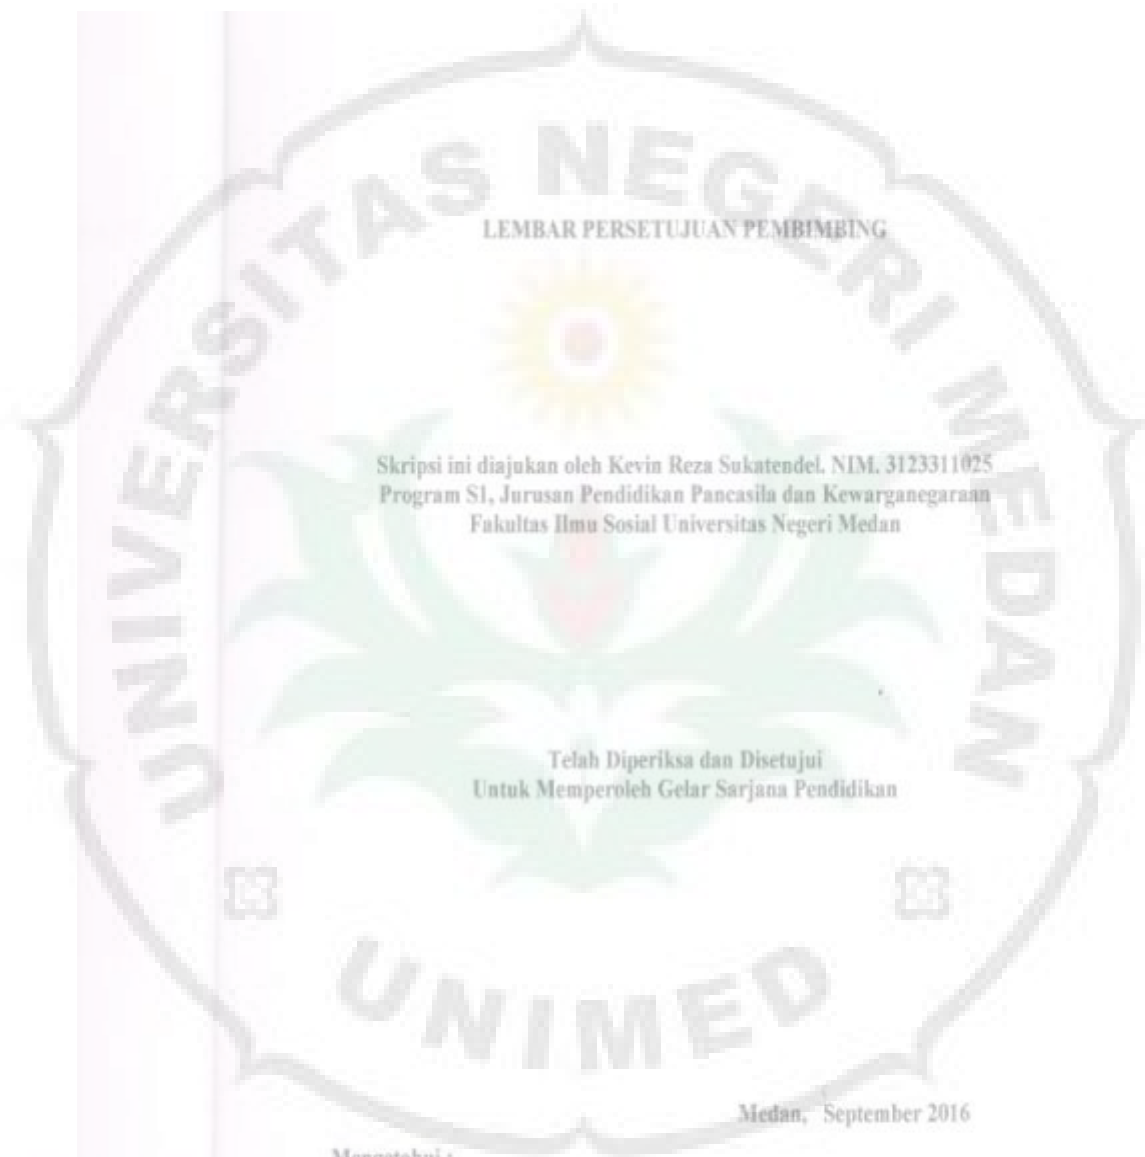 UNIVERSITAS NEGERI MEDAN
LEMBAR PERSETUJUAN PEMBIMBING
Skripsi ini diajukan oleh Kevin Reza Sukatendel. NIM. 3123311025
Program S1, Jurusan Pendidikan Pancasila dan Kewarganegaraan
Fakultas Ilmu Sosial Universitas Negeri Medan
Telah Diperiksa dan Disetujui
Untuk Memperoleh Gelar Sarjana Pendidikan
UNIMED
Medan, September 2016